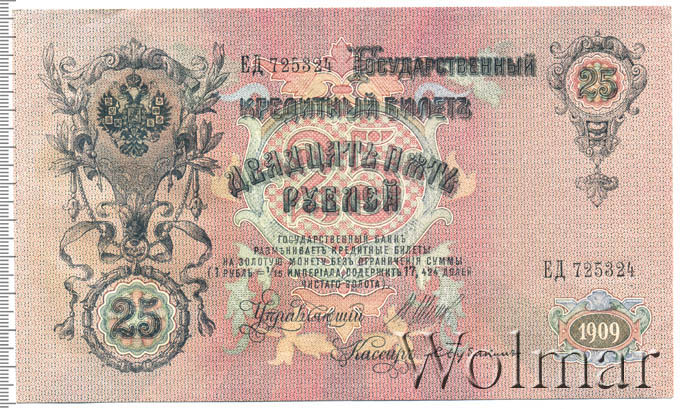 ЕД 725324 Государственный
кредитный билетъ
двадцать пять
рублей
25
Государственный банкъ
размѣниваетъ кредитные билеты
на золотую монету безъ ограниченія суммы
(1 рубль = 1/15 имперіала, содержитъ 17,424 долей
чистаго золота)
ЕД 725324
Управляющій
25
1909
Кассиръ
Wolmar